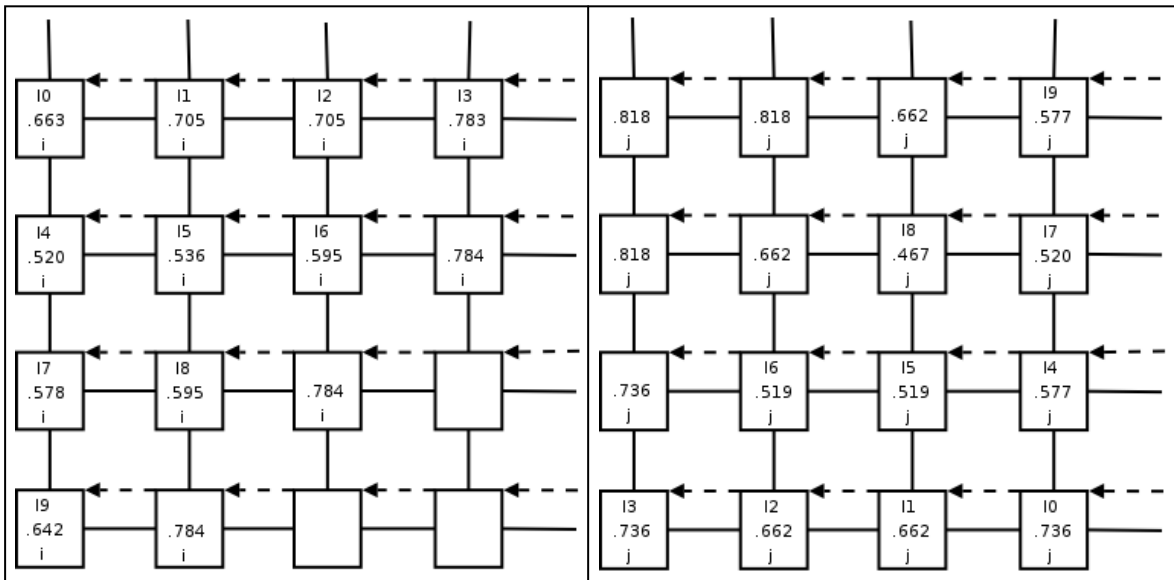 I0
.663
i
I1
.705
i
I2
.705
i
I3
.783
i
I4
.520
i
I5
.536
i
I6
.595
i
.784
i
I7
.578
i
I8
.595
i
.784
i
I9
.642
i
.784
i
.818
j
.818
j
.662
j
I9
.577
j
.818
j
.662
j
I8
.467
j
I7
.520
j
.736
j
I6
.519
j
I5
.519
j
I4
.577
j
I3
.736
j
I2
.662
j
I1
.662
j
I0
.736
j